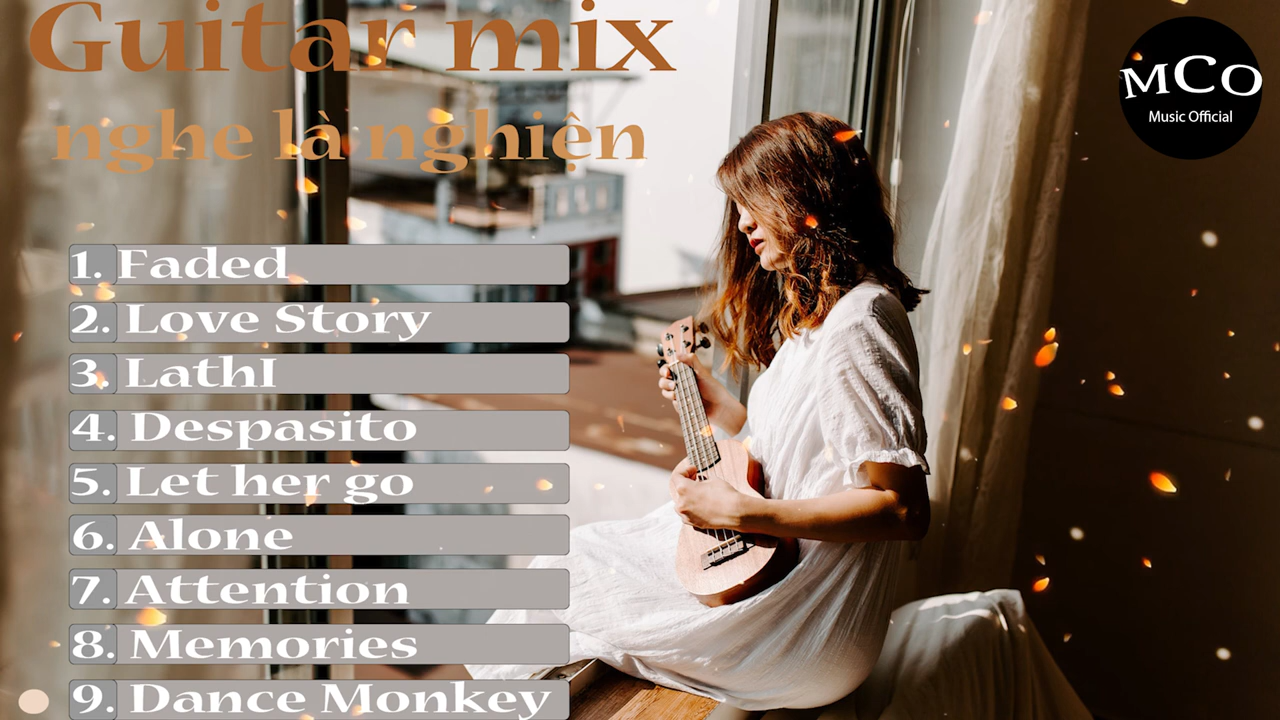 Guitar mix
nghe là nghiện
MCO
Music Official
1. Faded
2. Love Story
3. LathI
4. Despasito
5. Let her go
6. Alone
7. Attention
8. Memories
9. Dance Monkey